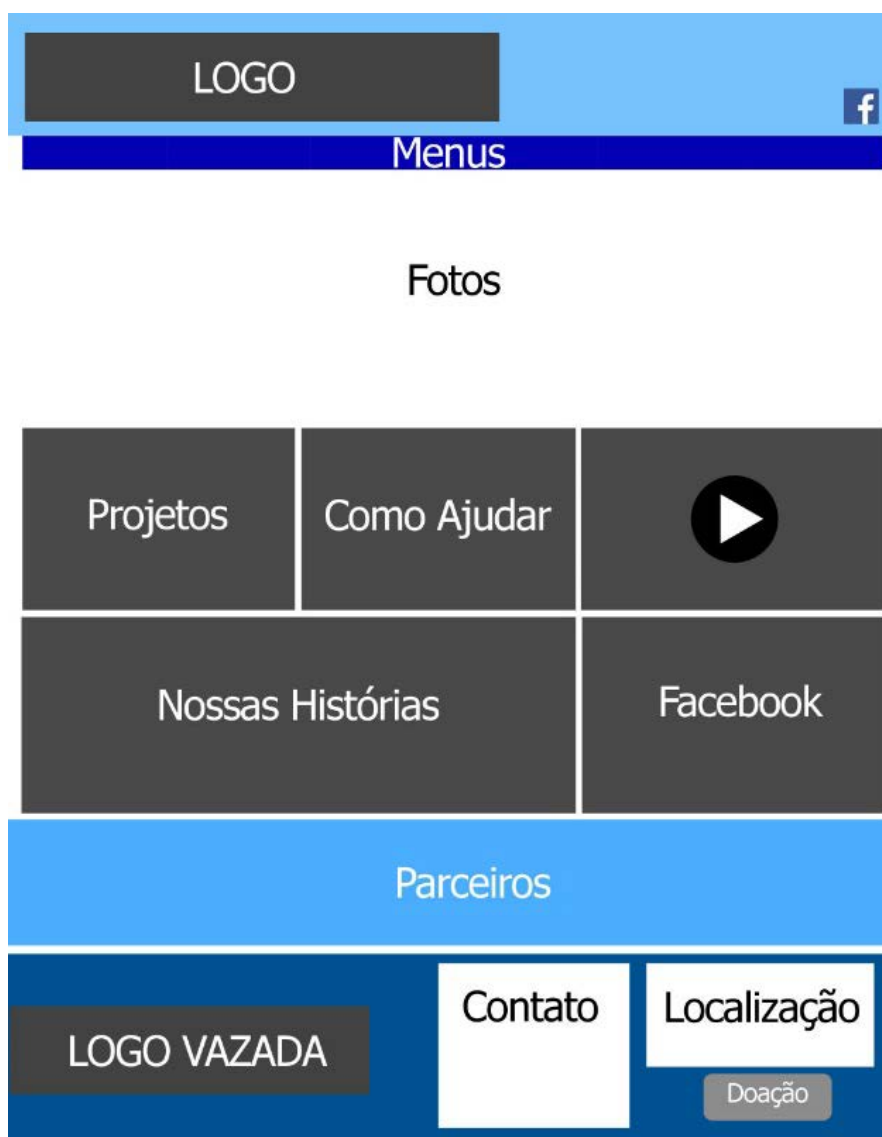 LOGO
f
Menus
Fotos
Projetos
Como Ajudar
Nossas Histórias
Facebook
Parceiros
LOGO VAZADA
Contato
Localização
Doação